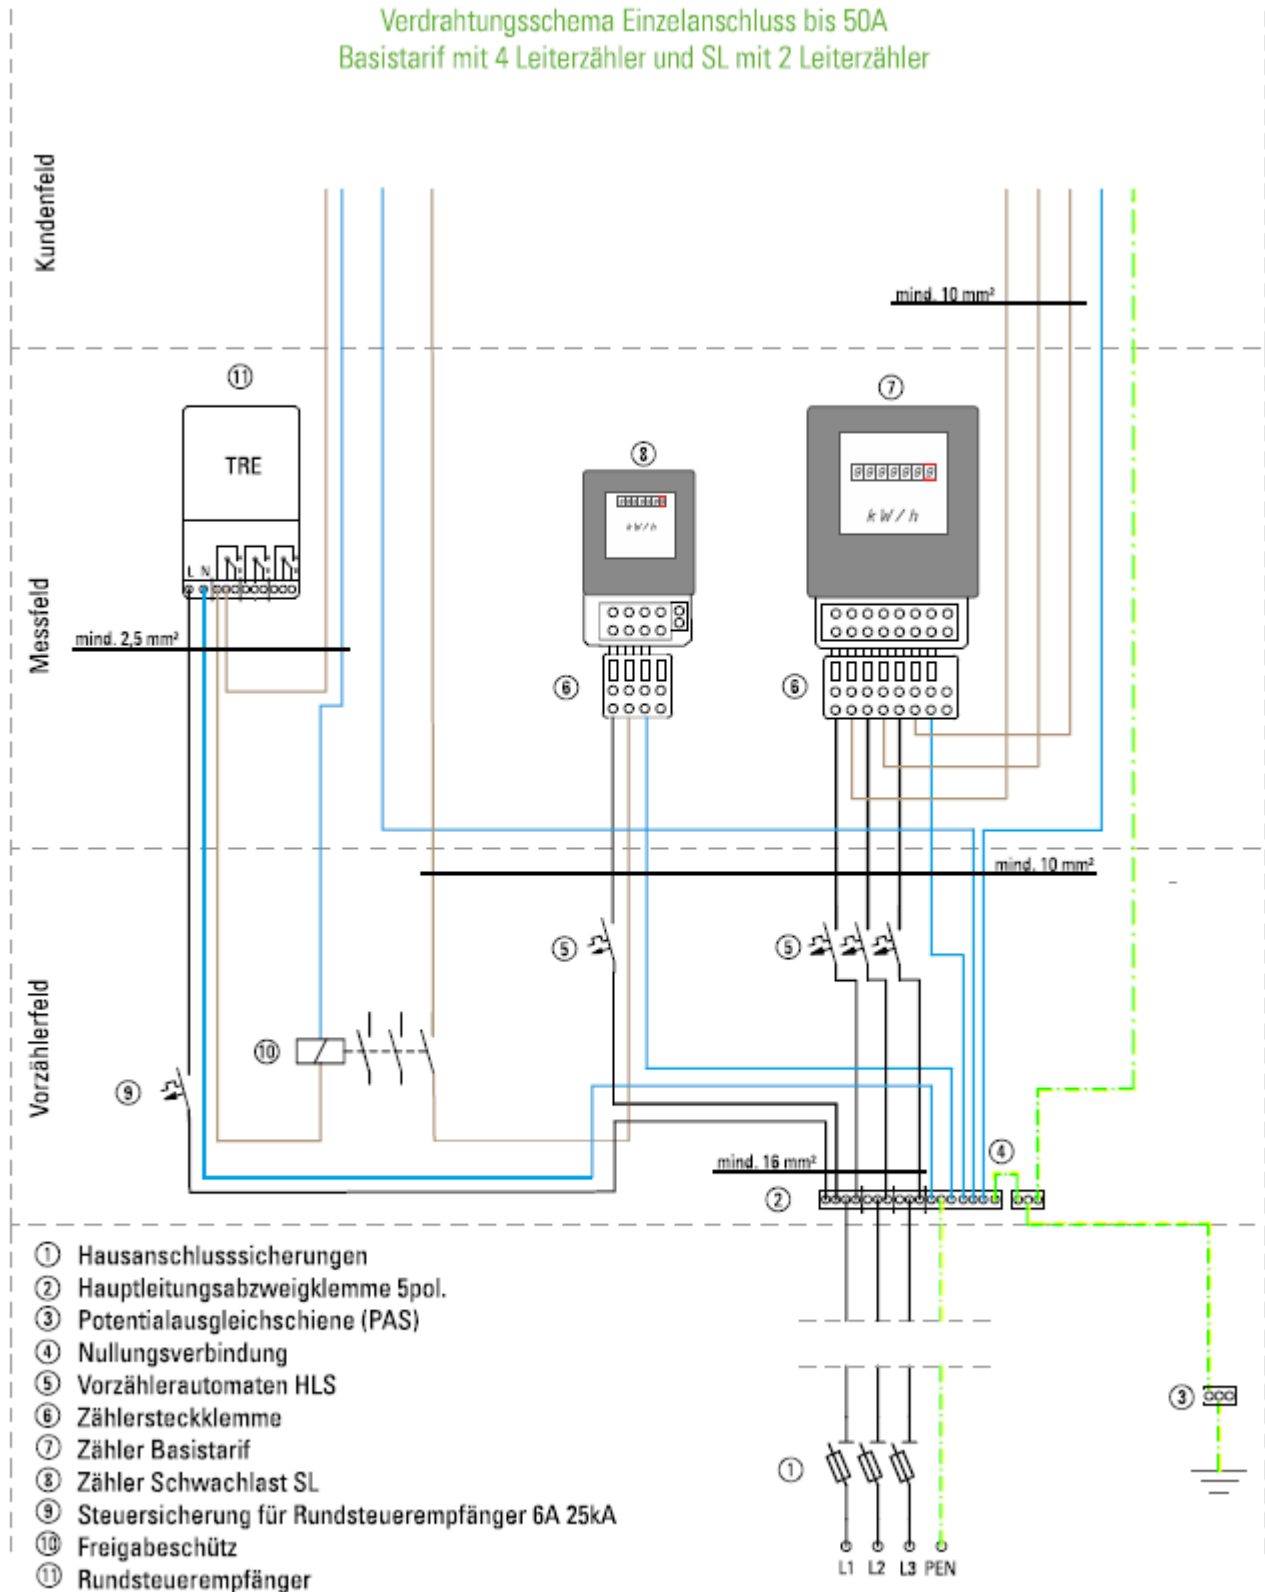 Verdrahtungsschema Einzelanschluss bis 50A
Basistarif mit 4 Leiterzähler und SL mit 2 Leiterzähler
Kundenfeld
mind. 10 mm²
Messfeld
⑪
TRE
L N
mind. 2,5 mm²
⑧
kW/h
⑥
⑦
kW/h
⑥
Vorzählerfeld
mind. 10 mm²
⑤
⑤
⑩
⑨
mind. 16 mm²
④
②
① Hausanschlusssicherungen
② Hauptleitungsabzweigklemme 5pol.
③ Potentialausgleichschiene (PAS)
④ Nullungsverbindung
⑤ Vorzählerautomaten HLS
⑥ Zählersteckklemme
⑦ Zähler Basistarif
⑧ Zähler Schwachlast SL
⑨ Steuersicherung für Rundsteuerempfänger 6A 25kA
⑩ Freigabeschütz
⑪ Rundsteuerempfänger
③
①
L1 L2 L3 PEN